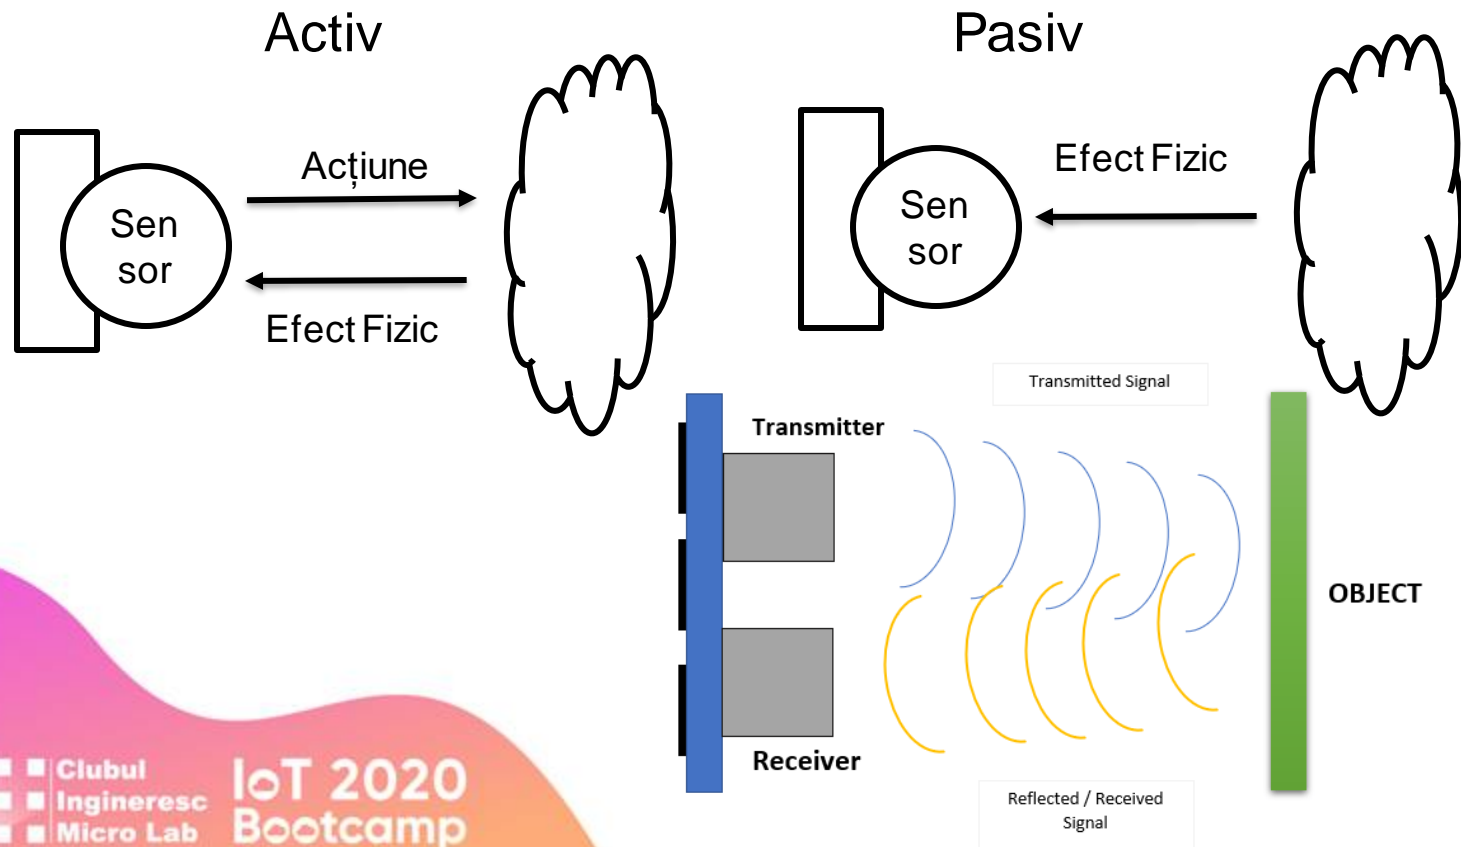 Activ
Pasiv
Acțiune
Sen
sor
Efect Fizic
Efect Fizic
Sen
sor
Transmitted Signal
Transmitter
OBJECT
Receiver
Reflected / Received
Signal
Clubul
Ingineresc
Micro Lab
IoT 2020
Bootcamp